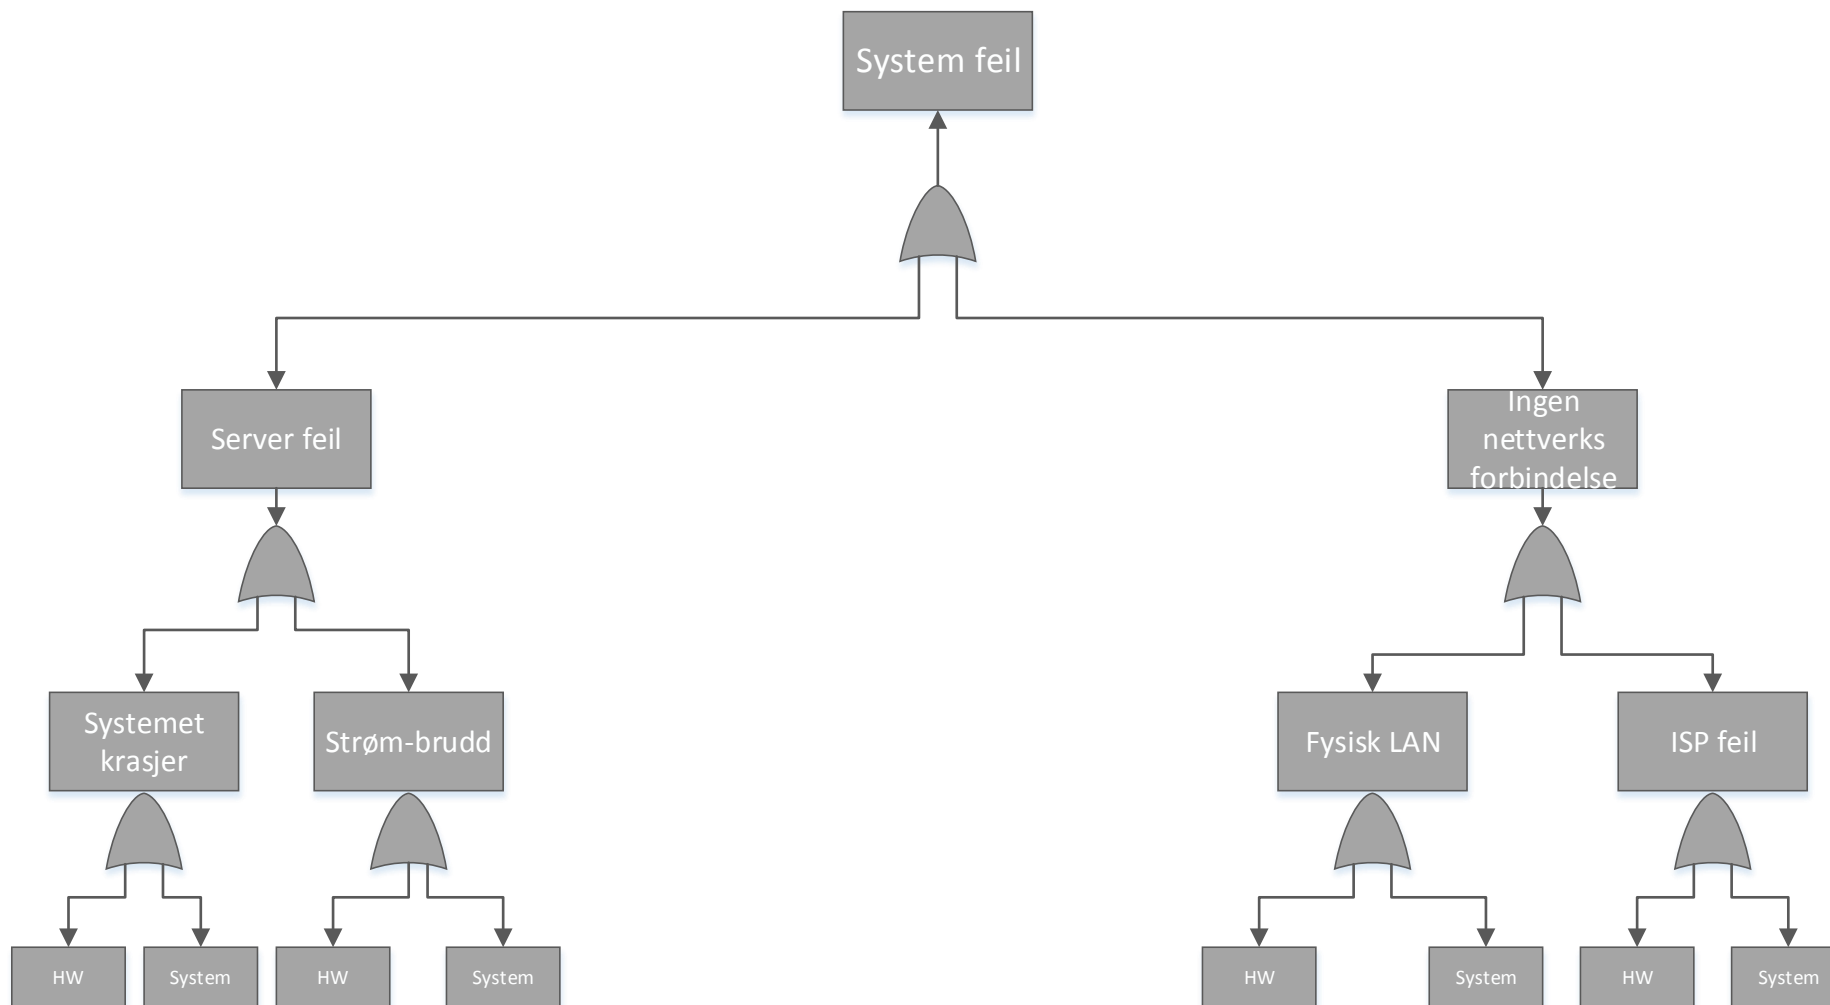 System feil
Server feil
Ingen
nettverks
forbindelse
Systemet
krasjer
Strøm-brudd
Fysisk LAN
ISP feil
HW
System
HW
System
HW
System
HW
System